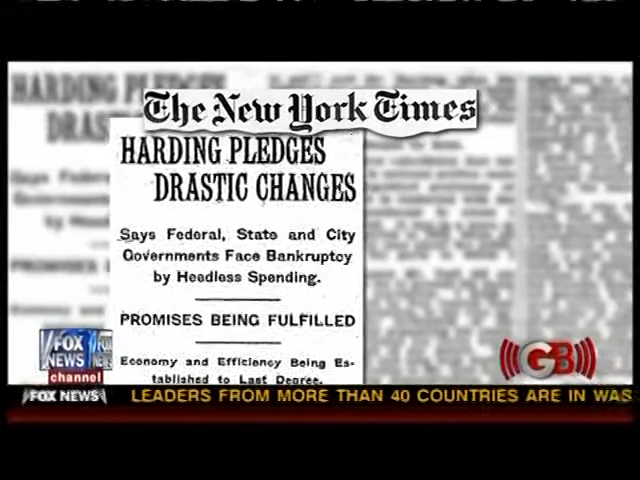 The New York Times
HARDING PLEDGES
DRASTIC CHANGES
Says Federal, State and City
Governments Face Bankruptcy
by Headless Spending.
PROMISES BEING FULFILLED
Economy and Efficiency Being Es-
tablished to Last Degree.
FOX
NEWS
channel
GB
FOX NEWS
LEADERS FROM MORE THAN 40 COUNTRIES ARE IN WAS